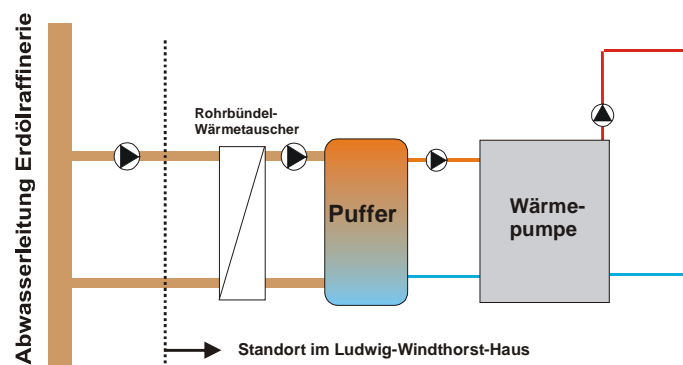 Abwasserleitung Erdölraffinerie
Rohrbündel-
Wärmetauscher
Puffer
Wärme-
pumpe
Standort im Ludwig-Windthorst-Haus